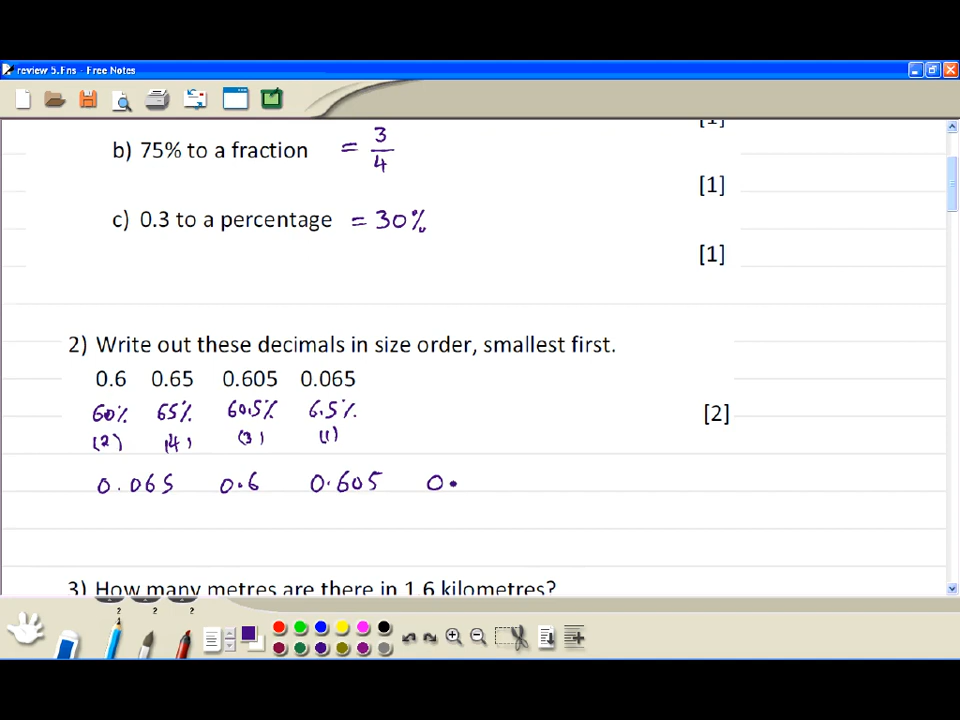 review 5.Fns - Free Notes
[1]
b) 75% to a fraction = 3/4
[1]
c) 0.3 to a percentage = 30%
[1]
2) Write out these decimals in size order, smallest first.
0.6 0.65 0.605 0.065
60% 65% 60.5% 6.5%
[2]
(2) (4) (3) (1)
0.065 0.6 0.605 0.
3) How many metres are there in 1.6 kilometres?
2 2 2